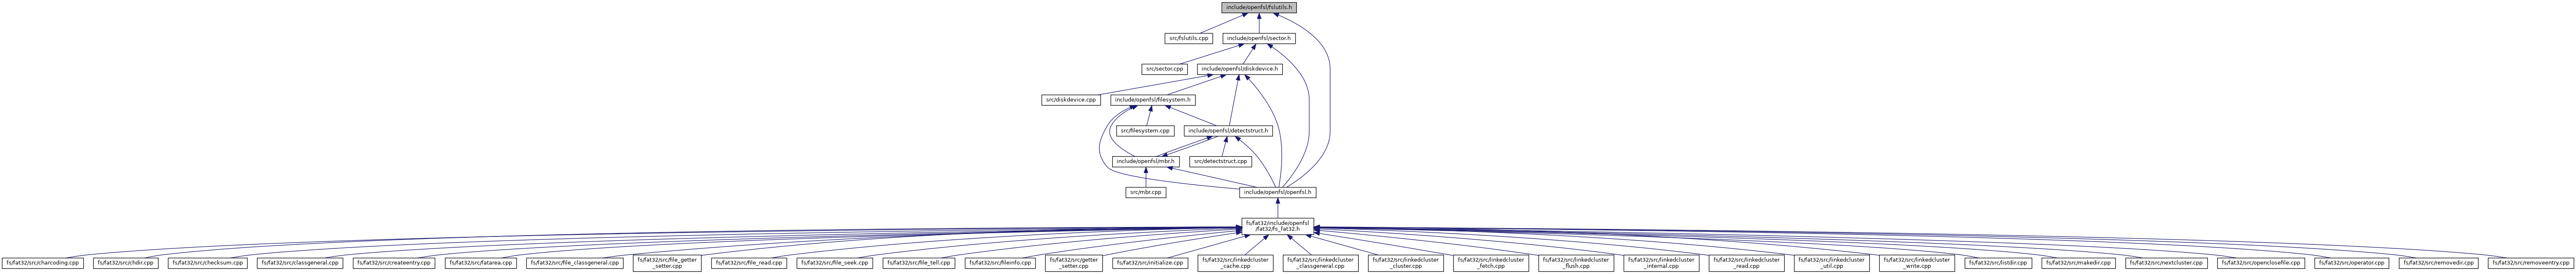 include/openfsl/fslutils.h
src/fslutils.cpp
include/openfsl/sector.h
src/sector.cpp
include/openfsl/diskdevice.h
src/diskdevice.cpp
include/openfsl/filesystem.h
src/filesystem.cpp
include/openfsl/detectstruct.h
include/openfsl/mbr.h
src/detectstruct.cpp
src/mbr.cpp
include/openfsl/openfsl.h
fs/fat32/include/openfsl
/fat32/fs_fat32.h
fs/fat32/src/charcoding.cpp
fs/fat32/src/chdir.cpp
fs/fat32/src/checksum.cpp
fs/fat32/src/classgeneral.cpp
fs/fat32/src/createentry.cpp
fs/fat32/src/fatarea.cpp
fs/fat32/src/file_classgeneral.cpp
fs/fat32/src/file_getter
_setter.cpp
fs/fat32/src/file_read.cpp
fs/fat32/src/file_seek.cpp
fs/fat32/src/file_tell.cpp
fs/fat32/src/fileinfo.cpp
fs/fat32/src/getter
_setter.cpp
fs/fat32/src/initialize.cpp
fs/fat32/src/linkedcluster
_cache.cpp
fs/fat32/src/linkedcluster
_classgeneral.cpp
fs/fat32/src/linkedcluster
_cluster.cpp
fs/fat32/src/linkedcluster
_fetch.cpp
fs/fat32/src/linkedcluster
_flush.cpp
fs/fat32/src/linkedcluster
_internal.cpp
fs/fat32/src/linkedcluster
_read.cpp
fs/fat32/src/linkedcluster
_util.cpp
fs/fat32/src/linkedcluster
_write.cpp
fs/fat32/src/listdir.cpp
fs/fat32/src/makedir.cpp
fs/fat32/src/nextcluster.cpp
fs/fat32/src/openclosefile.cpp
fs/fat32/src/operator.cpp
fs/fat32/src/removedir.cpp
fs/fat32/src/removeentry.cpp